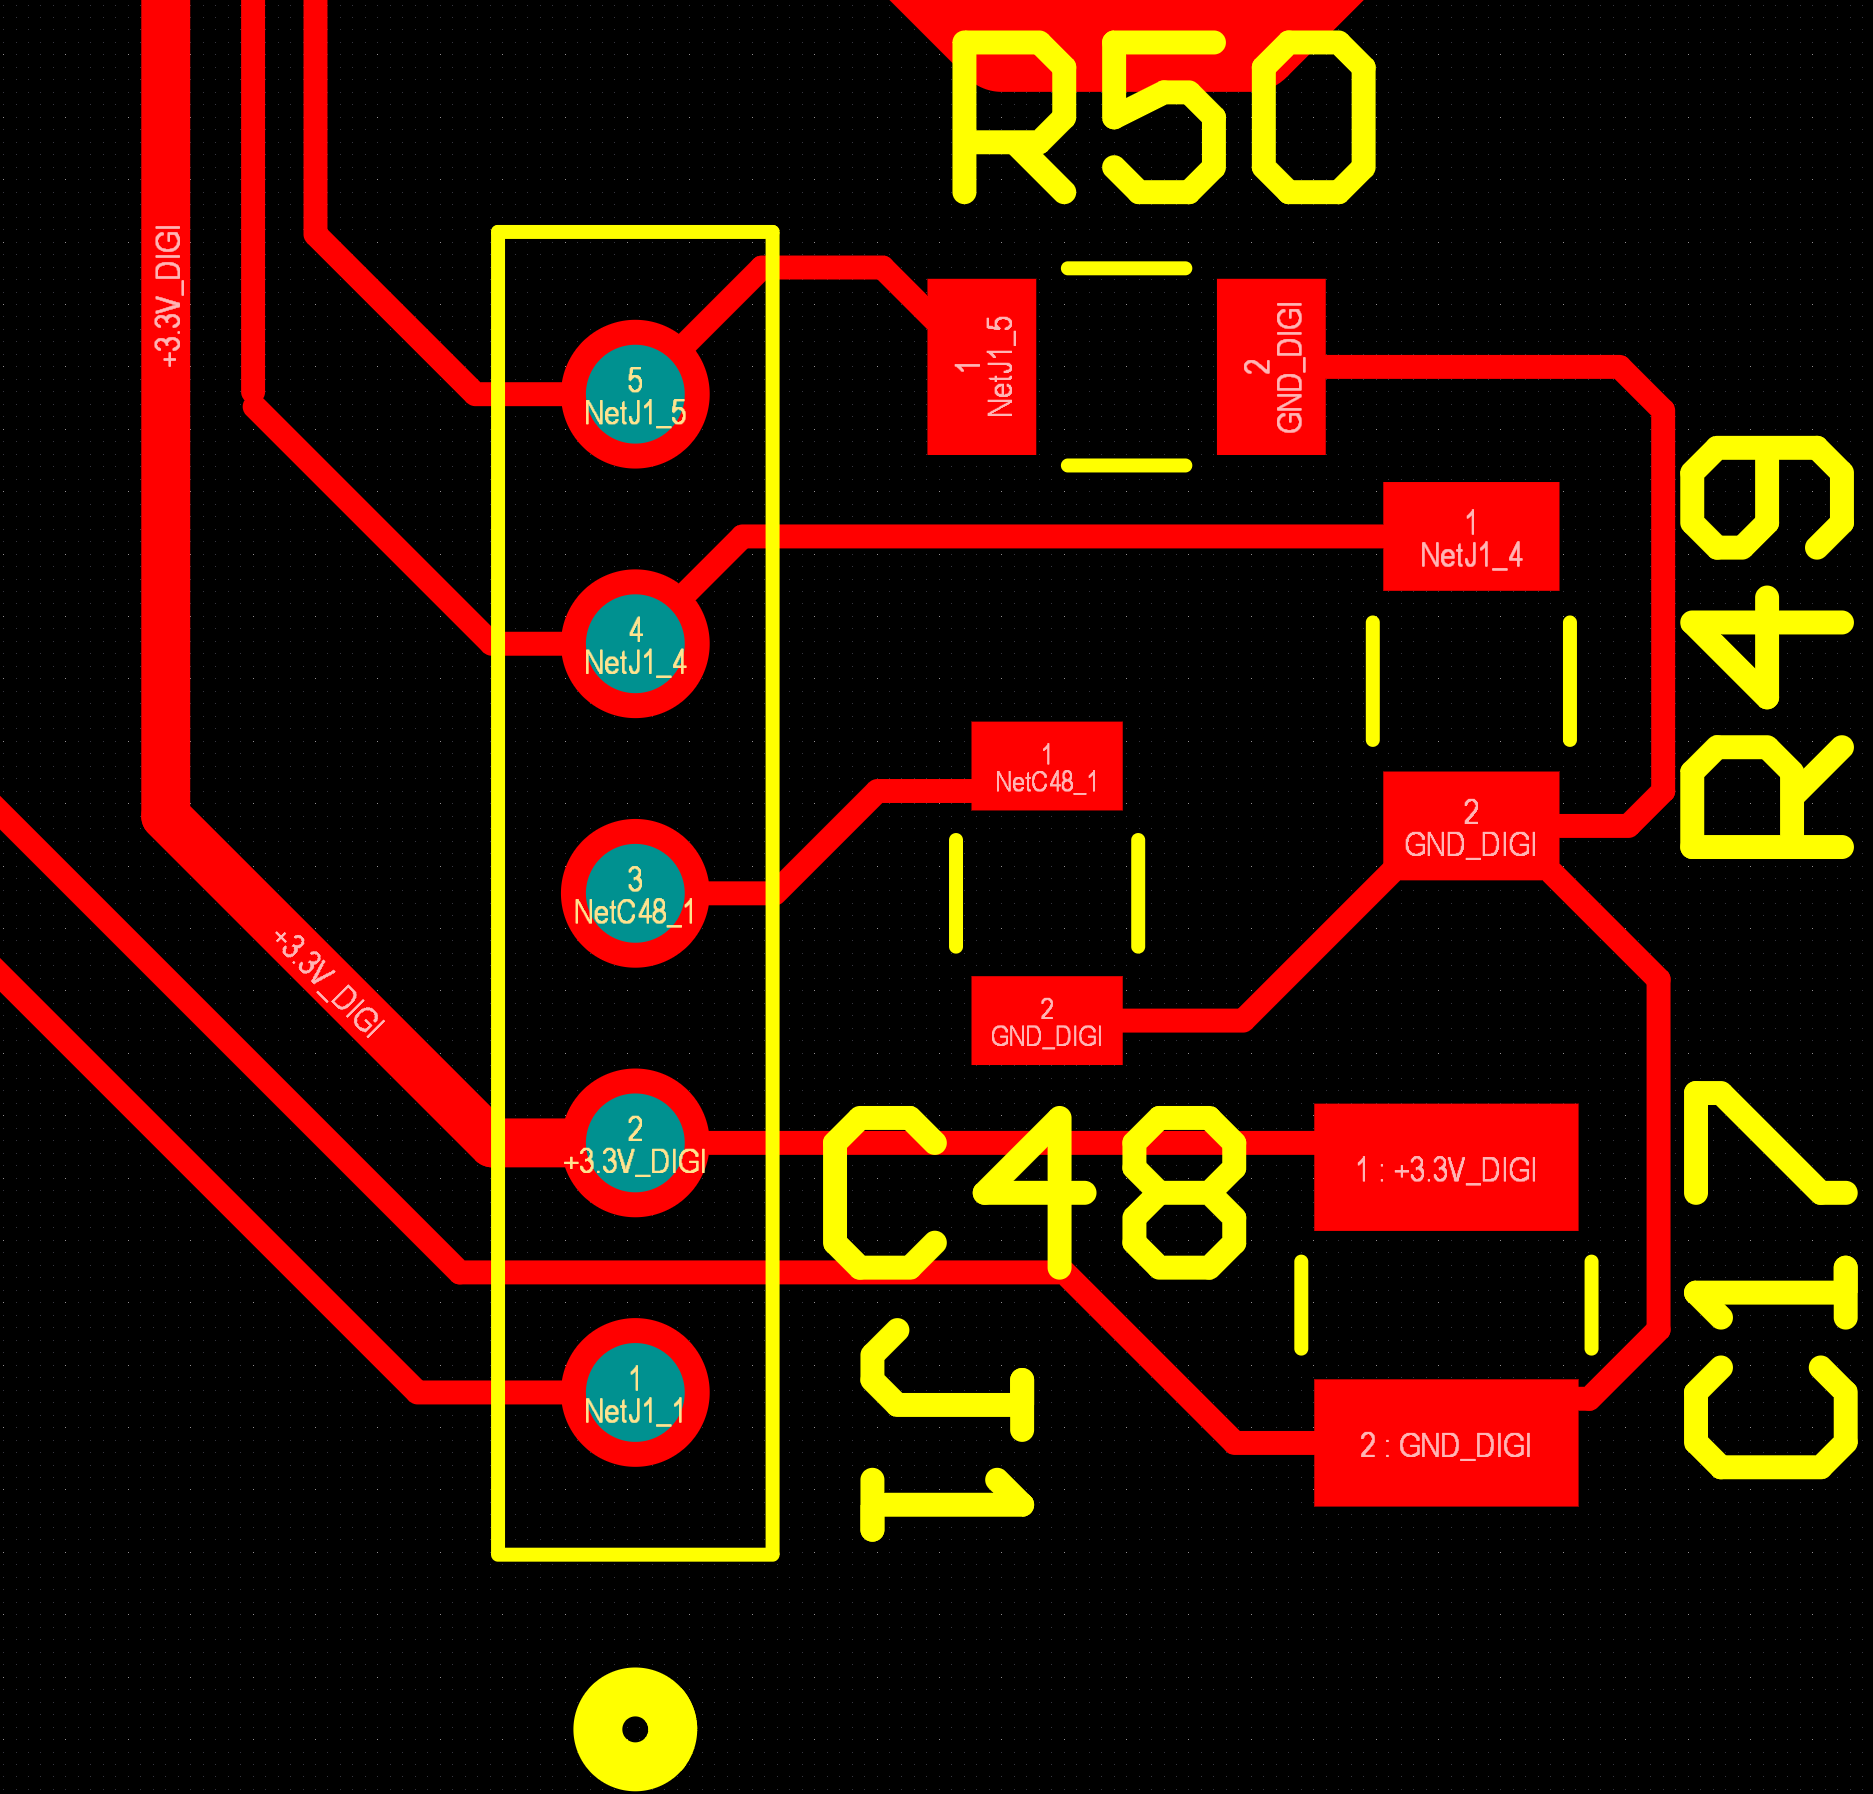 R50
+3.3V_DIGI
5
NetJ1_5
1
NetJ1_5
2
GND_DIGI
R49
1
NetJ1_4
4
NetJ1_4
1
NetC48_1
2
GND_DIGI
3
NetC48_1
+3.3V_DIGI
2
GND_DIGI
C48
2
+3.3V_DIGI
1 : +3.3V_DIGI
C17
J1
1
NetJ1_1
2 : GND_DIGI